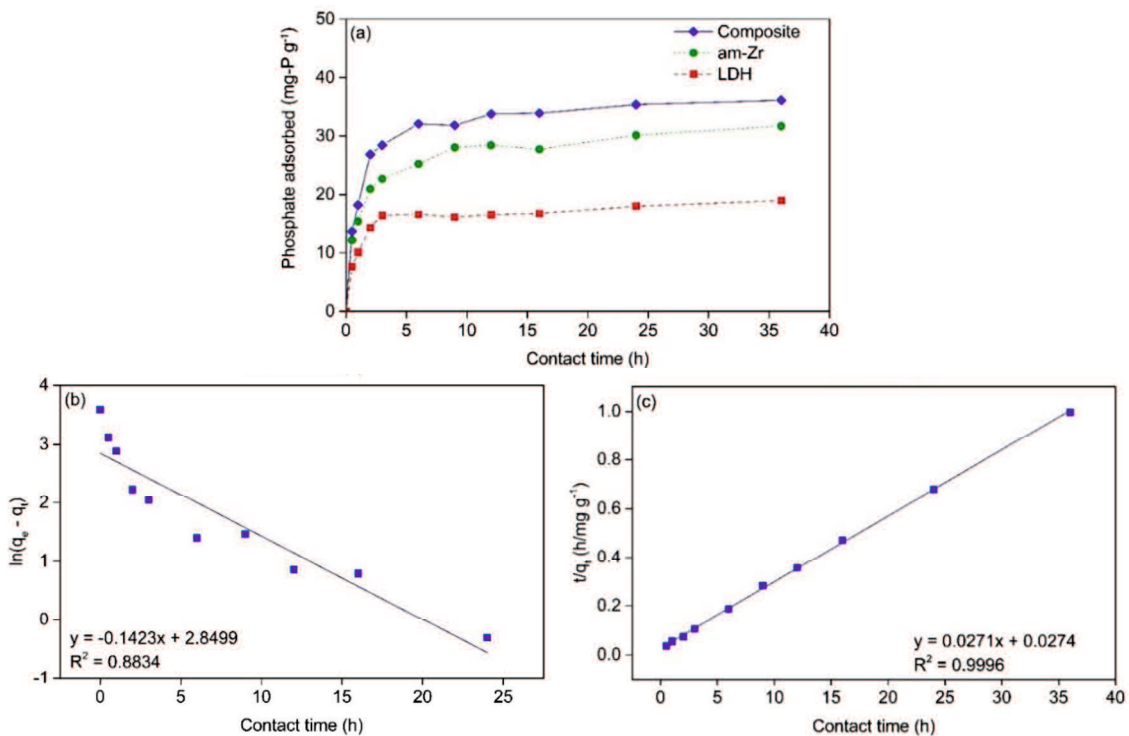 (a)
Composite
am-Zr
LDH
Phosphate adsorbed (mg-P g⁻¹)
50
40
30
20
10
0
0 5 10 15 20 25 30 35 40
Contact time (h)
(b)
ln(qₑ - qₜ)
4
3
2
1
0
-1
y = -0.1423x + 2.8499
R² = 0.8834
0 5 10 15 20 25
Contact time (h)
(c)
t/qₜ (h/mg g⁻¹)
1.0
0.8
0.6
0.4
0.2
0.0
y = 0.0271x + 0.0274
R² = 0.9996
0 5 10 15 20 25 30 35 40
Contact time (h)